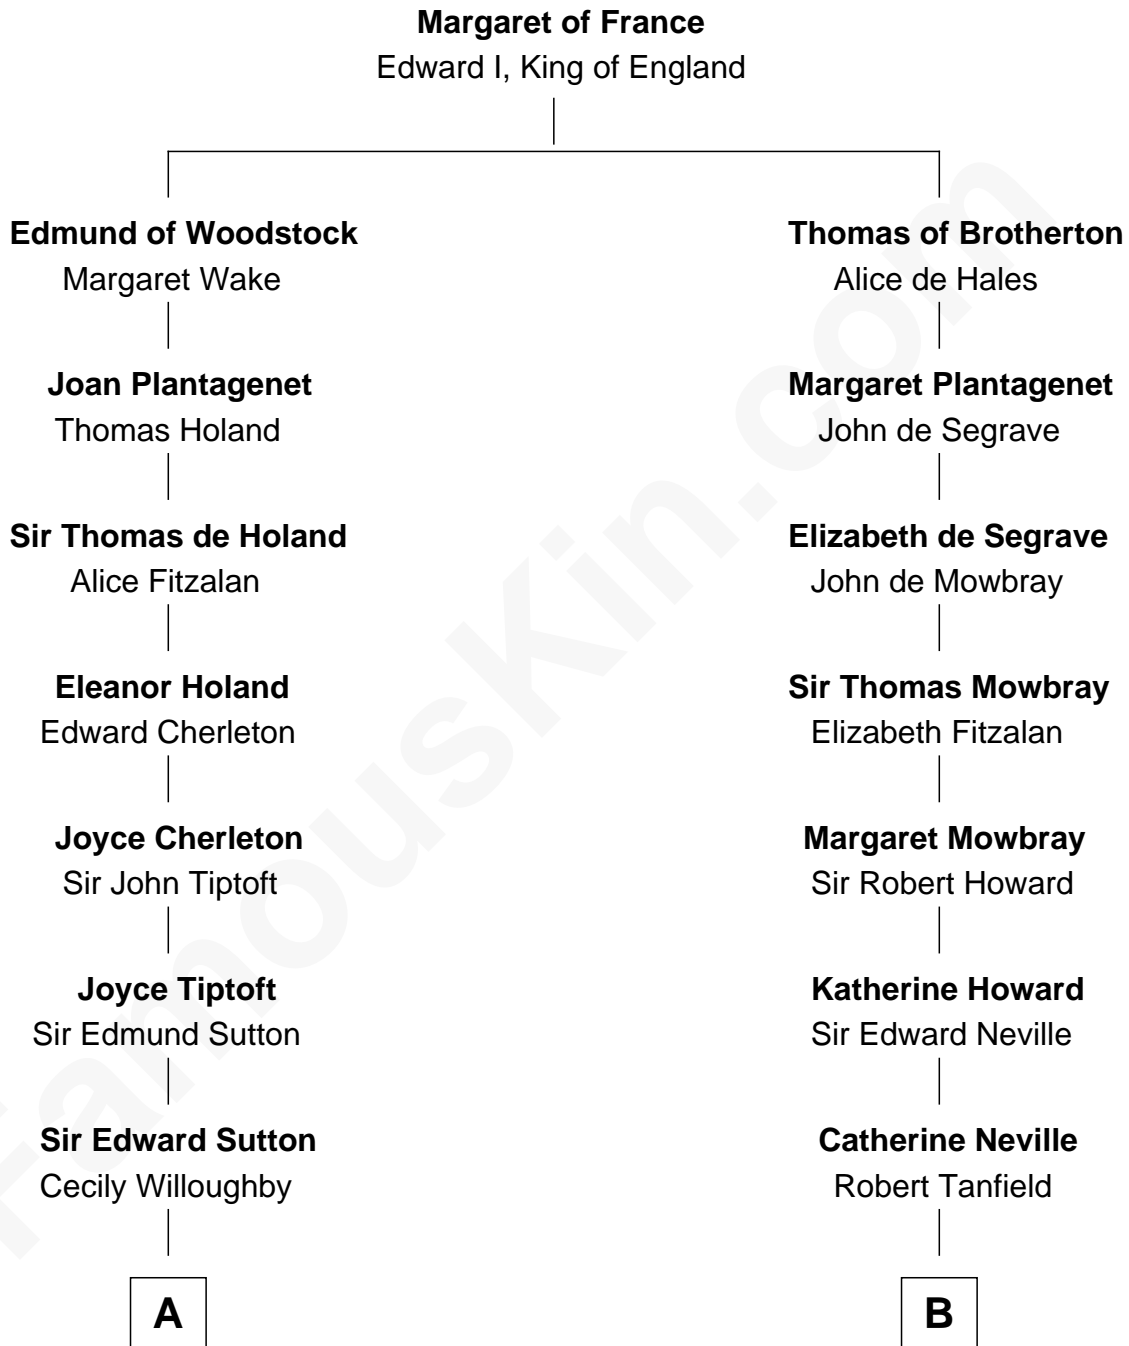 Margaret of France
Edward I, King of England
Edmund of Woodstock
Margaret Wake
Thomas of Brotherton
Alice de Hales
Joan Plantagenet
Thomas Holand
Margaret Plantagenet
John de Segrave
Sir Thomas de Holand
Alice Fitzalan
Elizabeth de Segrave
John de Mowbray
Eleanor Holand
Edward Cherleton
Sir Thomas Mowbray
Elizabeth Fitzalan
Joyce Cherleton
Sir John Tiptoft
Margaret Mowbray
Sir Robert Howard
Joyce Tiptoft
Sir Edmund Sutton
Katherine Howard
Sir Edward Neville
Sir Edward Sutton
Cecily Willoughby
Catherine Neville
Robert Tanfield
A
B
FamousKin.com